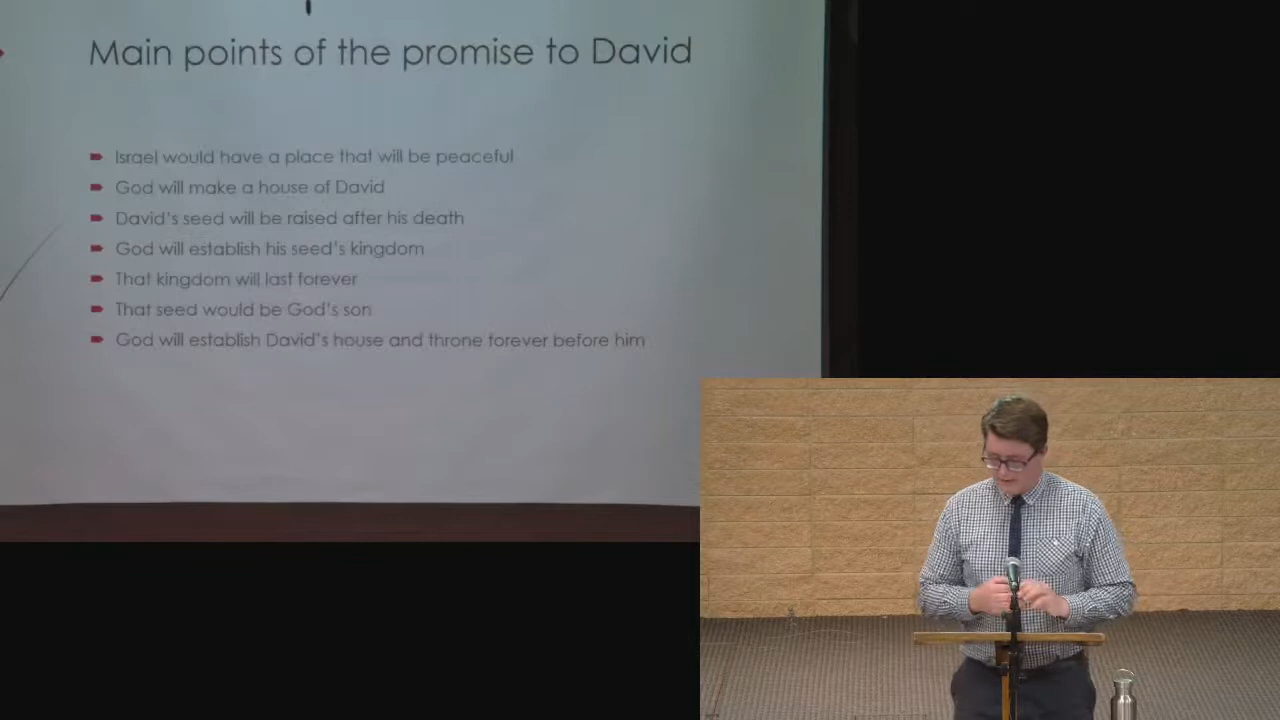 Main points of the promise to David
Israel would have a place that will be peaceful
God will make a house of David
David's seed will be raised after his death
God will establish his seed's kingdom
That kingdom will last forever
That seed would be God's son
God will establish David's house and throne forever before him